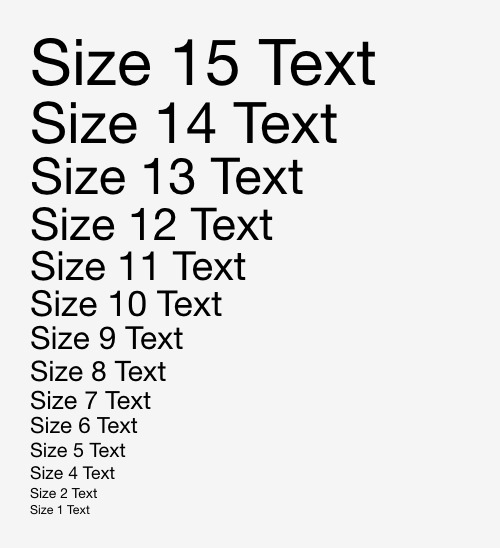 Size 15 Text
Size 14 Text
Size 13 Text
Size 12 Text
Size 11 Text
Size 10 Text
Size 9 Text
Size 8 Text
Size 7 Text
Size 6 Text
Size 5 Text
Size 4 Text
Size 2 Text
Size 1 Text